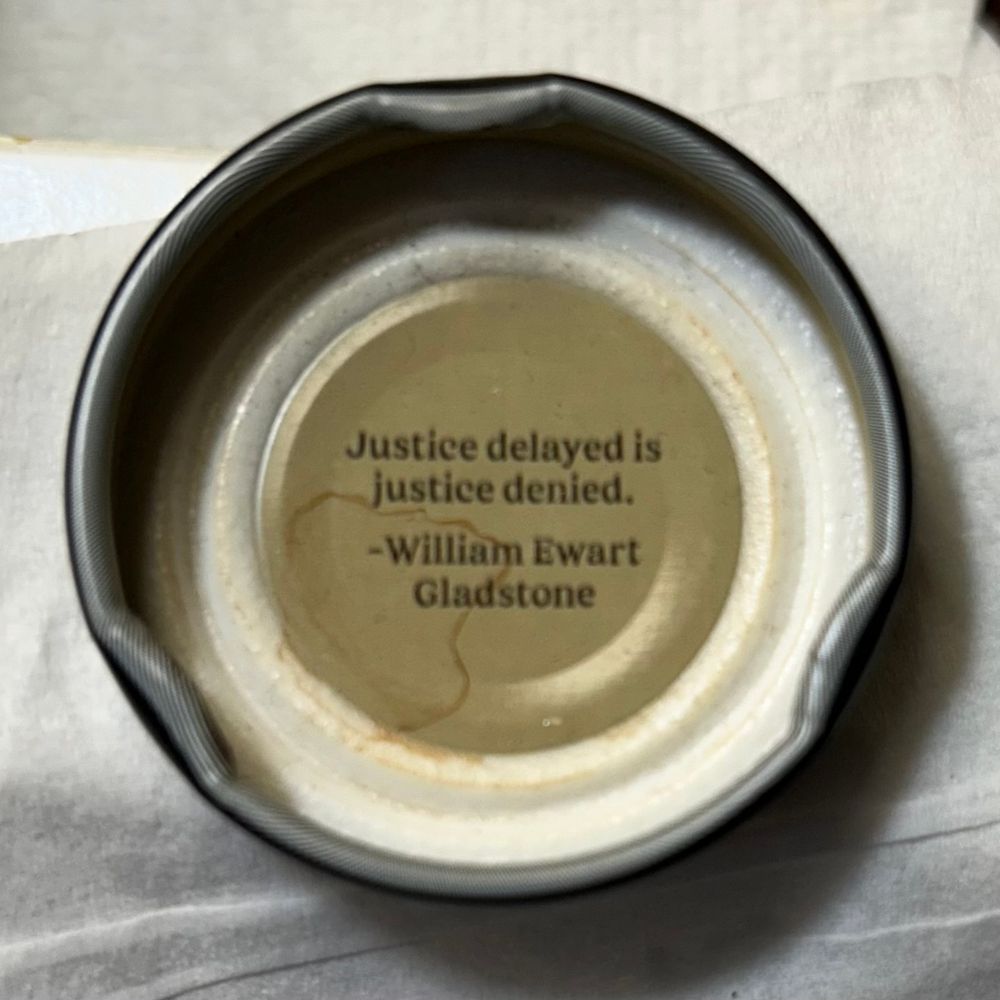 Justice delayed is
justice denied.
-William Ewart
Gladstone